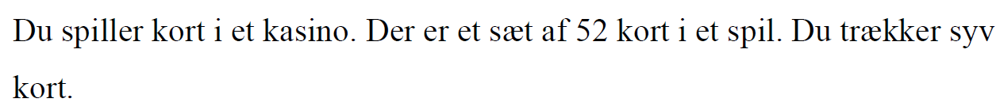 Du spiller kort i et kasino. Der er et sæt af 52 kort i et spil. Du trækker syv
kort.